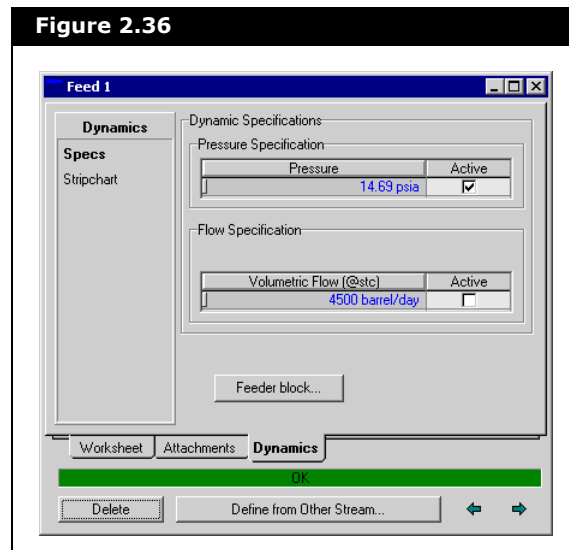 Figure 2.36
Feed 1
Dynamics
Specs
Stripchart
Dynamic Specifications
Pressure Specification
Pressure Active
14.69 psia
Flow Specification
Volumetric Flow (@stc) Active
4500 barrel/day
Feeder block...
Worksheet Attachments Dynamics
OK
Delete Define from Other Stream...